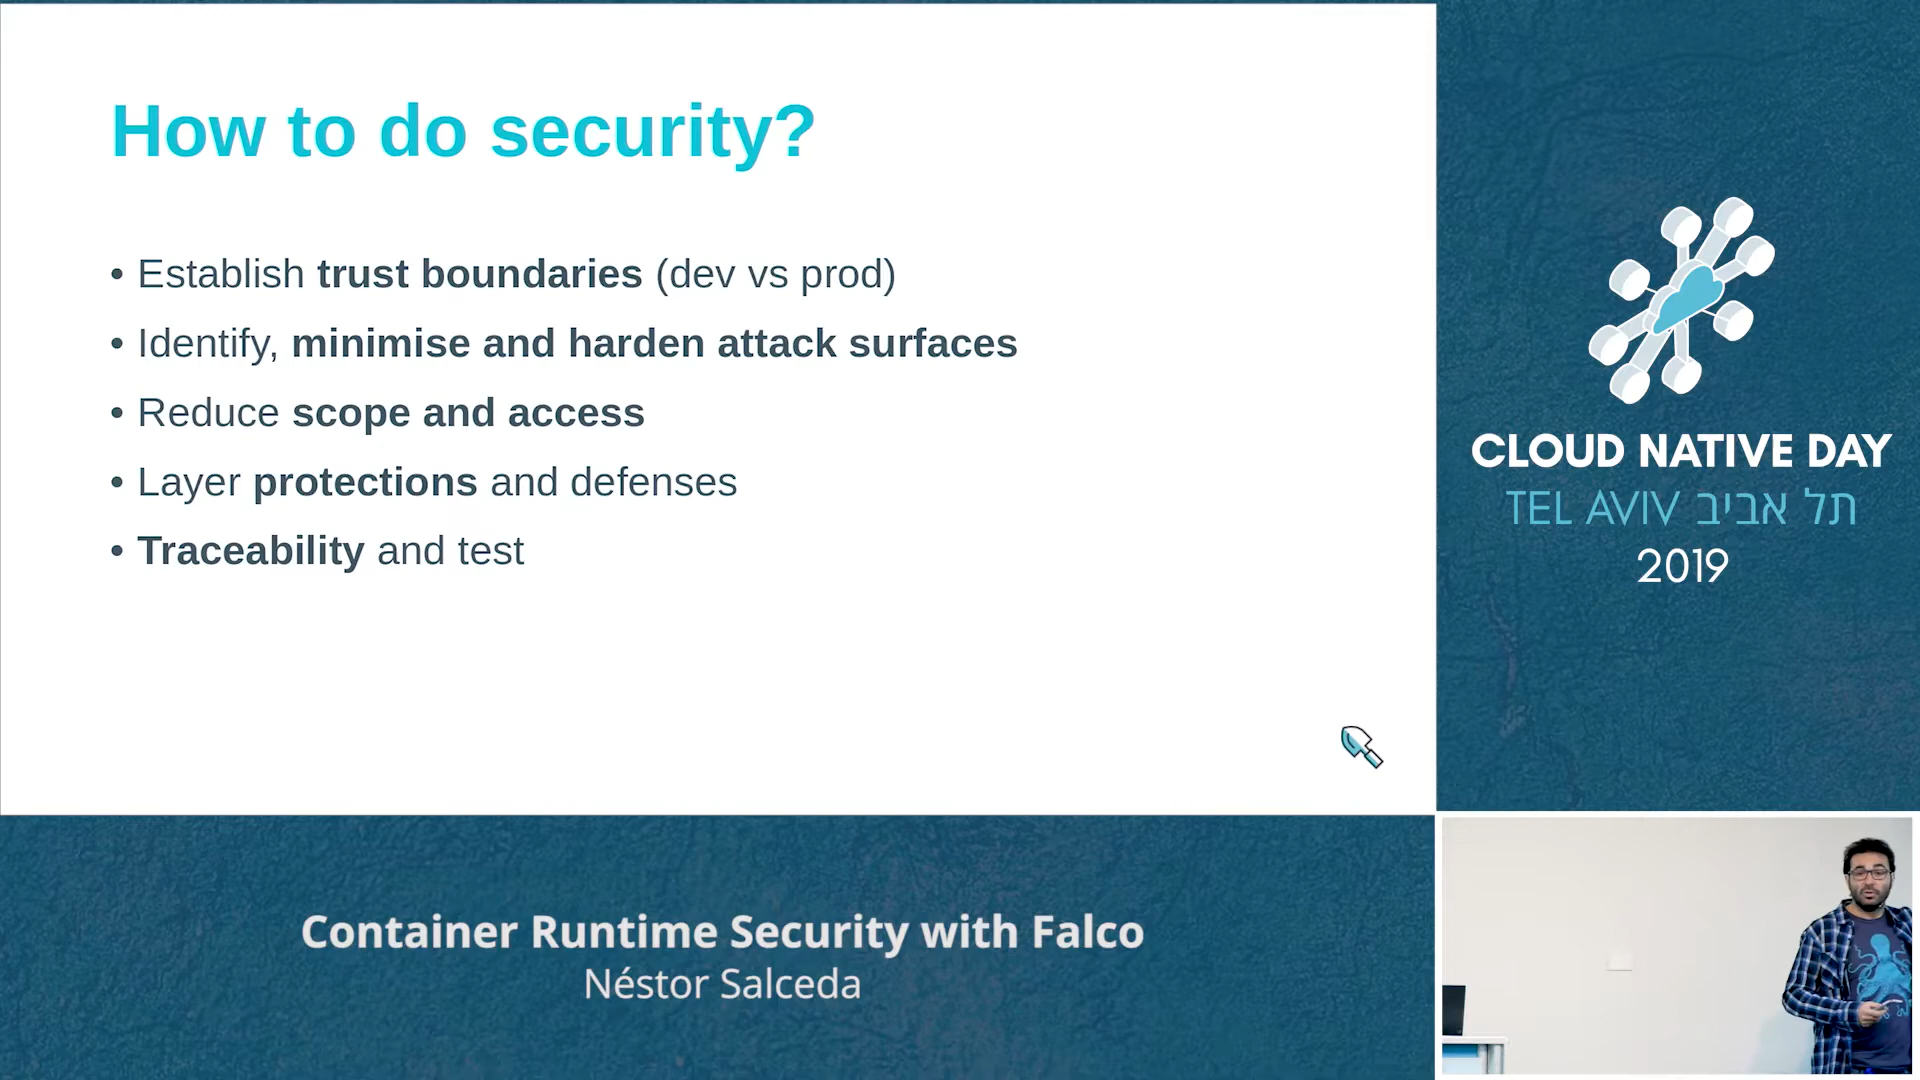 How to do security?
• Establish trust boundaries (dev vs prod)
• Identify, minimise and harden attack surfaces
• Reduce scope and access
• Layer protections and defenses
• Traceability and test
CLOUD NATIVE DAY
TEL AVIV תל אביב
2019
Container Runtime Security with Falco
Néstor Salceda